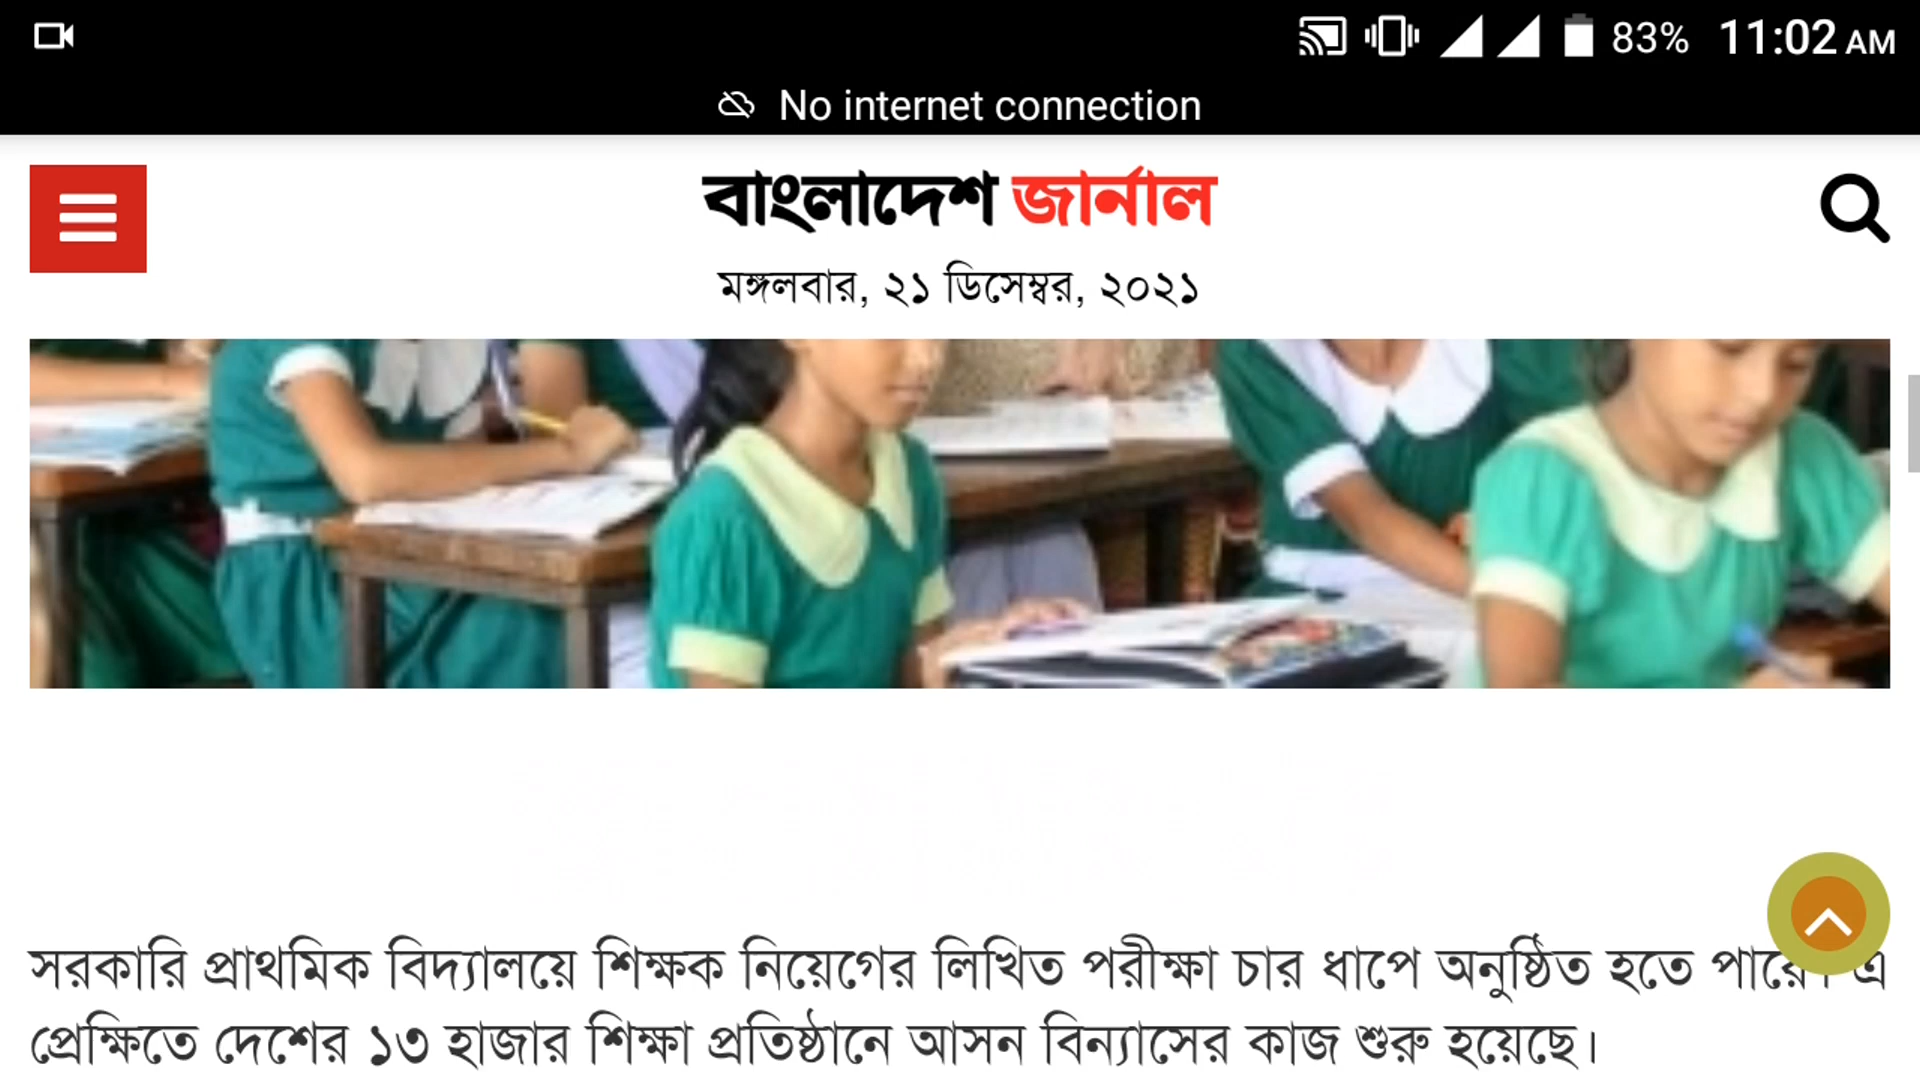 83% 11:02 AM
No internet connection
বাংলাদেশ জার্নাল
মঙ্গলবার, ২১ ডিসেম্বর, ২০২১
সরকারি প্রাথমিক বিদ্যালয়ে শিক্ষক নিয়েগের লিখিত পরীক্ষা চার ধাপে অনুষ্ঠিত হতে পারে। এ
প্রেক্ষিতে দেশের ১৩ হাজার শিক্ষা প্রতিষ্ঠানে আসন বিন্যাসের কাজ শুরু হয়েছে।